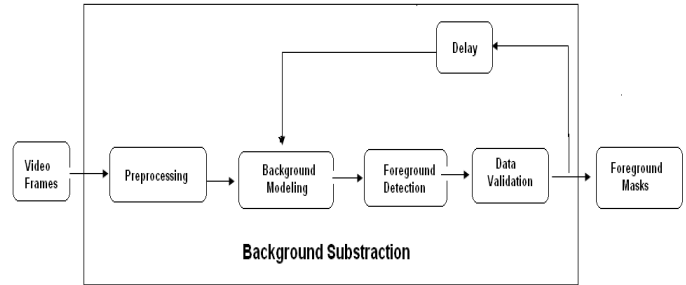 Delay
Video
Frames
Preprocessing
Background
Modeling
Foreground
Detection
Data
Validation
Foreground
Masks
Background Substraction